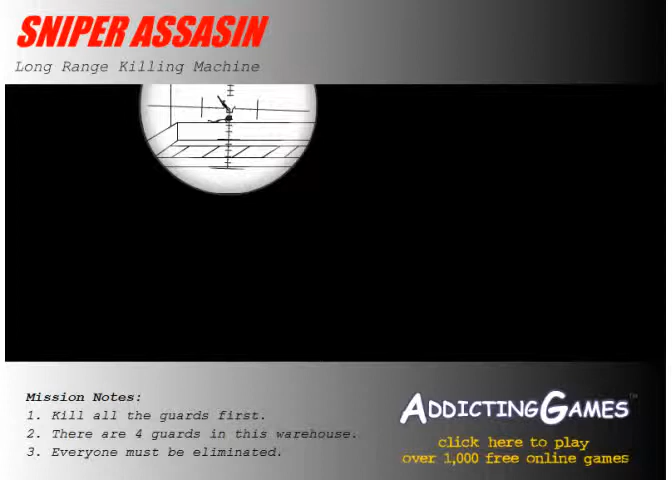 SNIPER ASSASIN
Long Range Killing Machine
Mission Notes:
1. Kill all the guards first.
2. There are 4 guards in this warehouse.
3. Everyone must be eliminated.
ADDICTINGGAMES™
click here to play
over 1,000 free online games